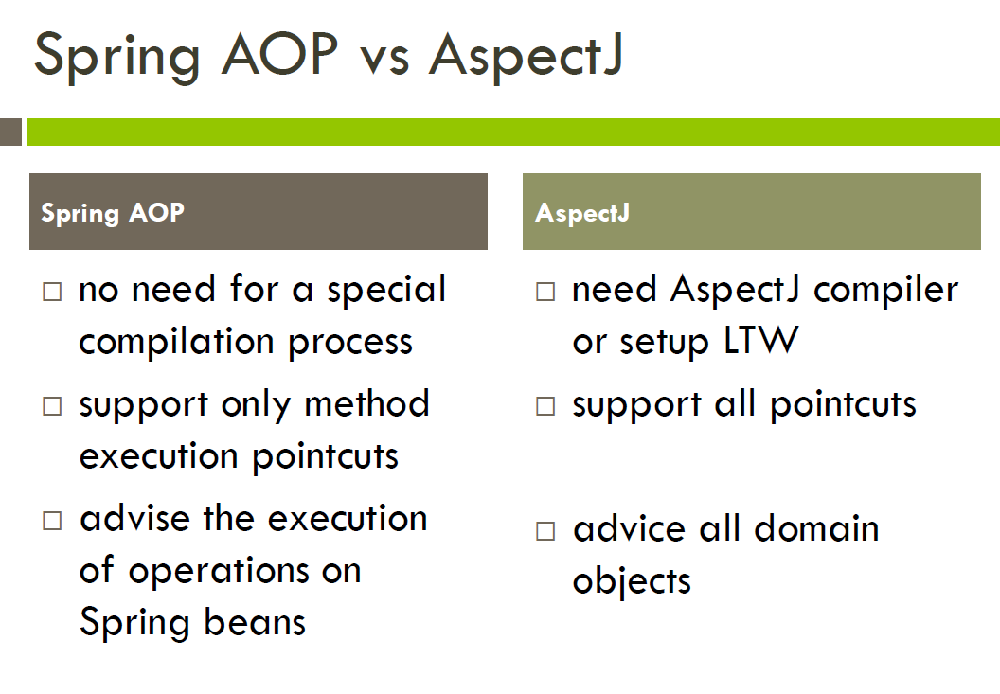 Spring AOP vs AspectJ
Spring AOP
no need for a special
compilation process
support only method
execution pointcuts
advise the execution
of operations on
Spring beans
AspectJ
need AspectJ compiler
or setup LTW
support all pointcuts
advice all domain
objects